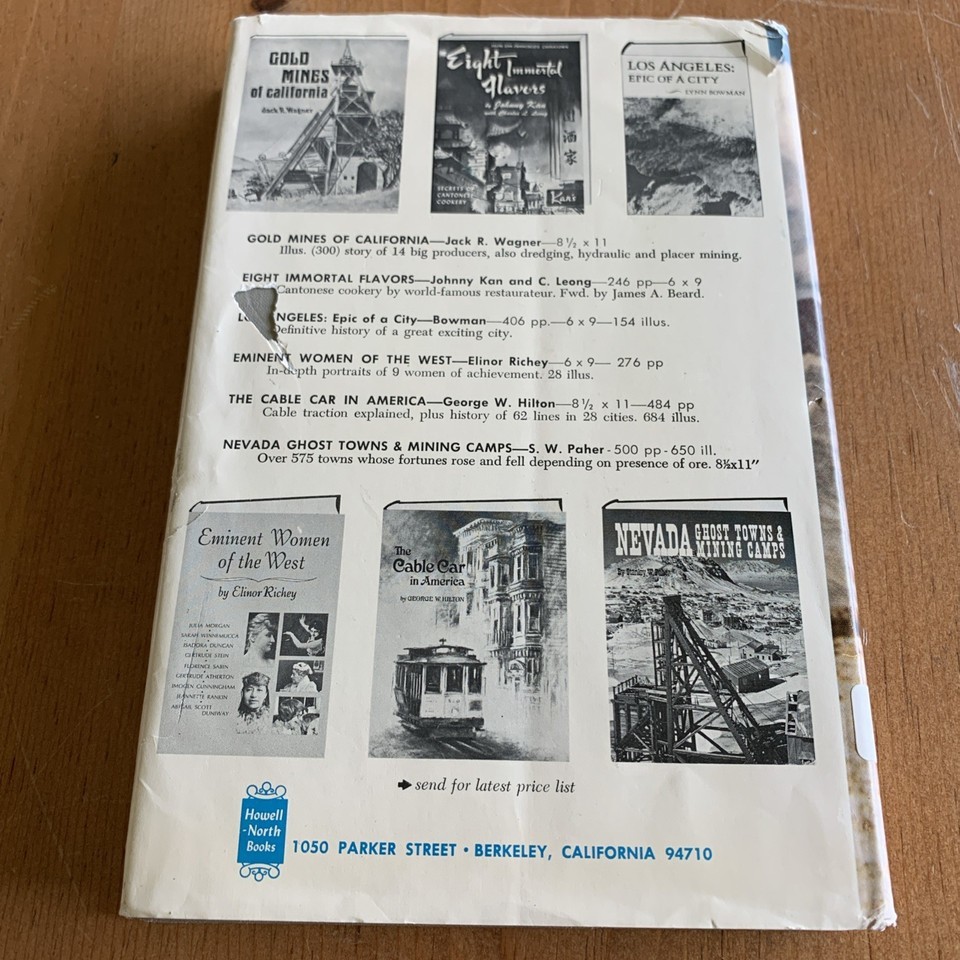 GOLD
MINES
of california
Jack R. Wagner
Eight Immortal
Flavors
by Johnny Kan
SECRETS OF
CANTONESE
COOKERY
Kan's
酒
家
LOS ANGELES:
EPIC OF A CITY
LYNN BOWMAN
GOLD MINES OF CALIFORNIA—Jack R. Wagner—8½ x 11
Illus. (300) story of 14 big producers, also dredging, hydraulic and placer mining.
EIGHT IMMORTAL FLAVORS—Johnny Kan and C. Leong—246 pp—6 x 9
Cantonese cookery by world-famous restaurateur. Fwd. by James A. Beard.
NGELES: Epic of a City—Bowman—406 pp.—6 x 9—154 illus.
Definitive history of a great exciting city.
EMINENT WOMEN OF THE WEST—Elinor Richey—6 x 9— 276 pp
In-depth portraits of 9 women of achievement. 28 illus.
THE CABLE CAR IN AMERICA—George W. Hilton—8½ x 11—484 pp
Cable traction explained, plus history of 62 lines in 28 cities. 684 illus.
NEVADA GHOST TOWNS & MINING CAMPS—S. W. Paher - 500 pp - 650 ill.
Over 575 towns whose fortunes rose and fell depending on presence of ore. 8½x11"
Eminent Women
of the West
by Elinor Richey
JULIA MORGAN
SARAH WINNEMUCCA
ISADORA DUNCAN
GERTRUDE STEIN
FLORENCE SABIN
GERTRUDE ATHERTON
IMOGEN CUNNINGHAM
JEANNETTE RANKIN
ABIGAIL SCOTT
DUNIWAY
The
Cable Car
in America
by GEORGE W. HILTON
NEVADA GHOST TOWNS &
MINING CAMPS
By Stanley W. Paher
send for latest price list
Howell
-North
Books
1050 PARKER STREET • BERKELEY, CALIFORNIA 94710